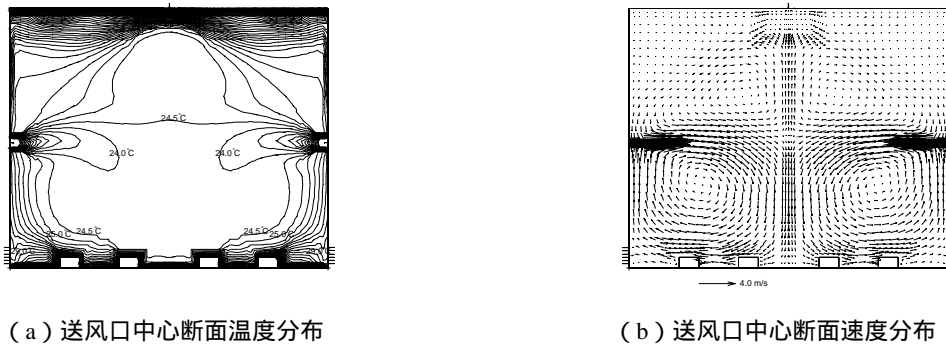 24.5℃
24.0℃ 24.0℃
24.5℃ 24.5℃
25.0℃ 25.0℃
4.0 m/s
（a）送风口中心断面温度分布
（b）送风口中心断面速度分布